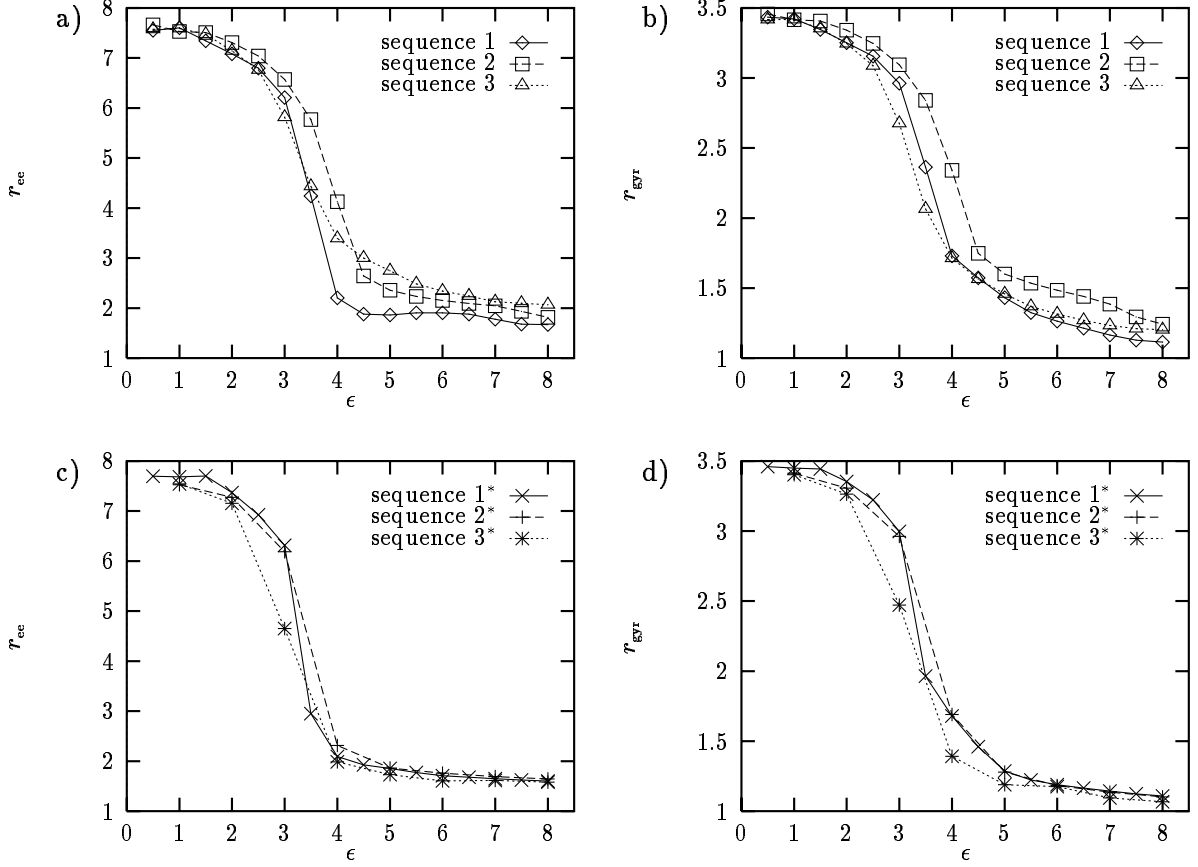 a)
8
7
6
5
4
3
2
1
r_ee
0 1 2 3 4 5 6 7 8
ϵ
sequence 1
sequence 2
sequence 3
b)
3.5
3
2.5
2
1.5
1
r_gyr
0 1 2 3 4 5 6 7 8
ϵ
sequence 1
sequence 2
sequence 3
c)
8
7
6
5
4
3
2
1
r_ee
0 1 2 3 4 5 6 7 8
ϵ
sequence 1*
sequence 2*
sequence 3*
d)
3.5
3
2.5
2
1.5
1
r_gyr
0 1 2 3 4 5 6 7 8
ϵ
sequence 1*
sequence 2*
sequence 3*